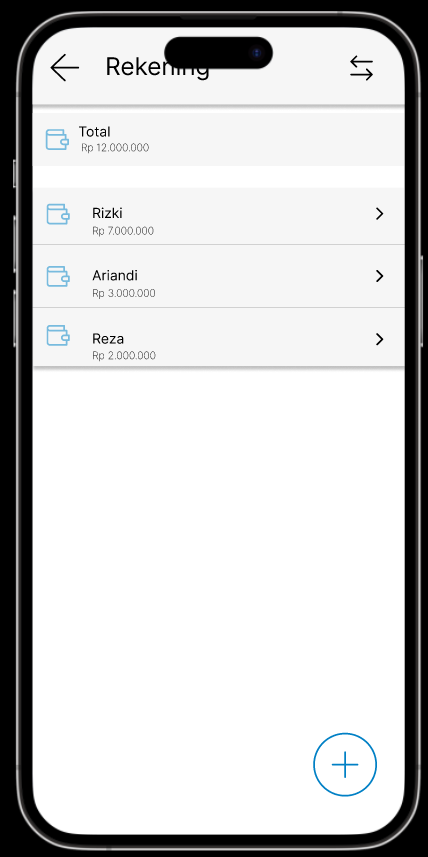 Rekening
Total
Rp 12.000.000
Rizki
Rp 7.000.000
Ariandi
Rp 3.000.000
Reza
Rp 2.000.000